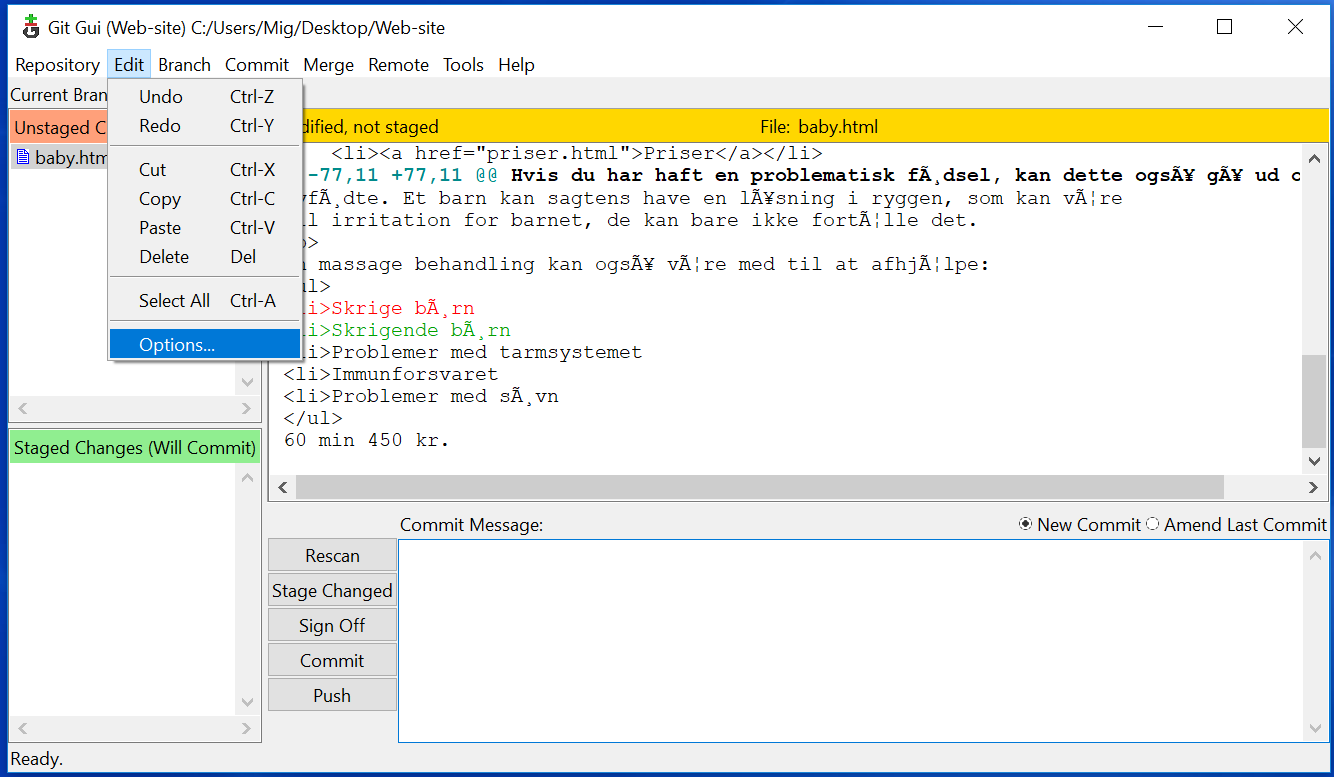 Git Gui (Web-site) C:/Users/Mig/Desktop/Web-site
Repository Edit Branch Commit Merge Remote Tools Help
Current Bran
Undo Ctrl-Z
Redo Ctrl-Y
Cut Ctrl-X
Copy Ctrl-C
Paste Ctrl-V
Delete Del
Select All Ctrl-A
Options...
Unstaged C
baby.htm
dified, not staged File: baby.html
<li><a href="priser.html">Priser</a></li>
-77,11 +77,11 @@ Hvis du har haft en problematisk fÃ¸dsel, kan dette ogsÃ¥ gÃ¥ ud o
yfÃ¸dte. Et barn kan sagtens have en lÃ¥sning i ryggen, som kan vÃ¦re
l irritation for barnet, de kan bare ikke fortÃ¦lle det.
>
massage behandling kan ogsÃ¥ vÃ¦re med til at afhjÃ¦lpe:
ul>
i>Skrige bÃ¸rn
i>Skrigende bÃ¸rn
i>Problemer med tarmsystemet
<li>Immunforsvaret
<li>Problemer med sÃ¸vn
</ul>
60 min 450 kr.
Staged Changes (Will Commit)
Commit Message: New Commit Amend Last Commit
Rescan
Stage Changed
Sign Off
Commit
Push
Ready.